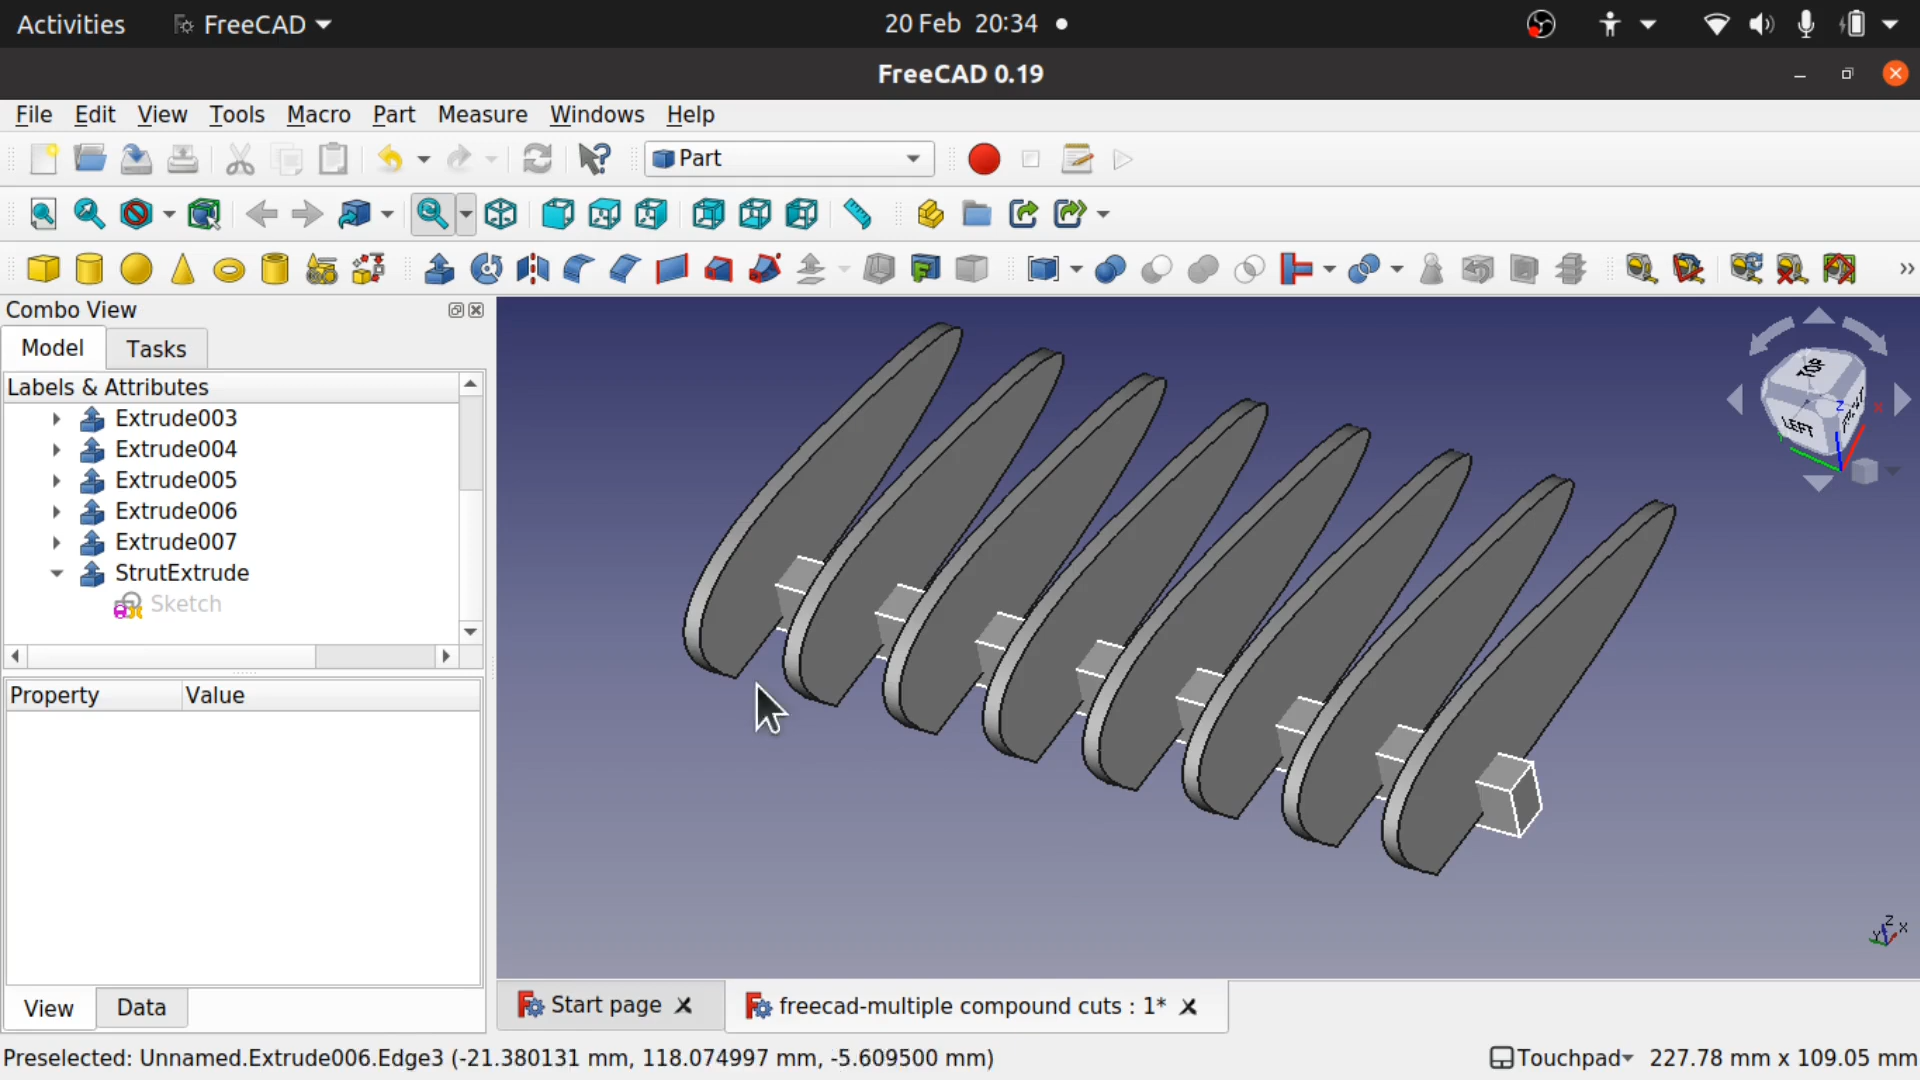 Activities FreeCAD 20 Feb 20:34
FreeCAD 0.19
File Edit View Tools Macro Part Measure Windows Help
Part
Combo View
Model Tasks
Labels & Attributes
Extrude003
Extrude004
Extrude005
Extrude006
Extrude007
StrutExtrude
Sketch
Property Value
View Data
TOP
LEFT
Z X
Z
Y X
Start page freecad-multiple compound cuts : 1*
Preselected: Unnamed.Extrude006.Edge3 (-21.380131 mm, 118.074997 mm, -5.609500 mm) Touchpad 227.78 mm x 109.05 mm